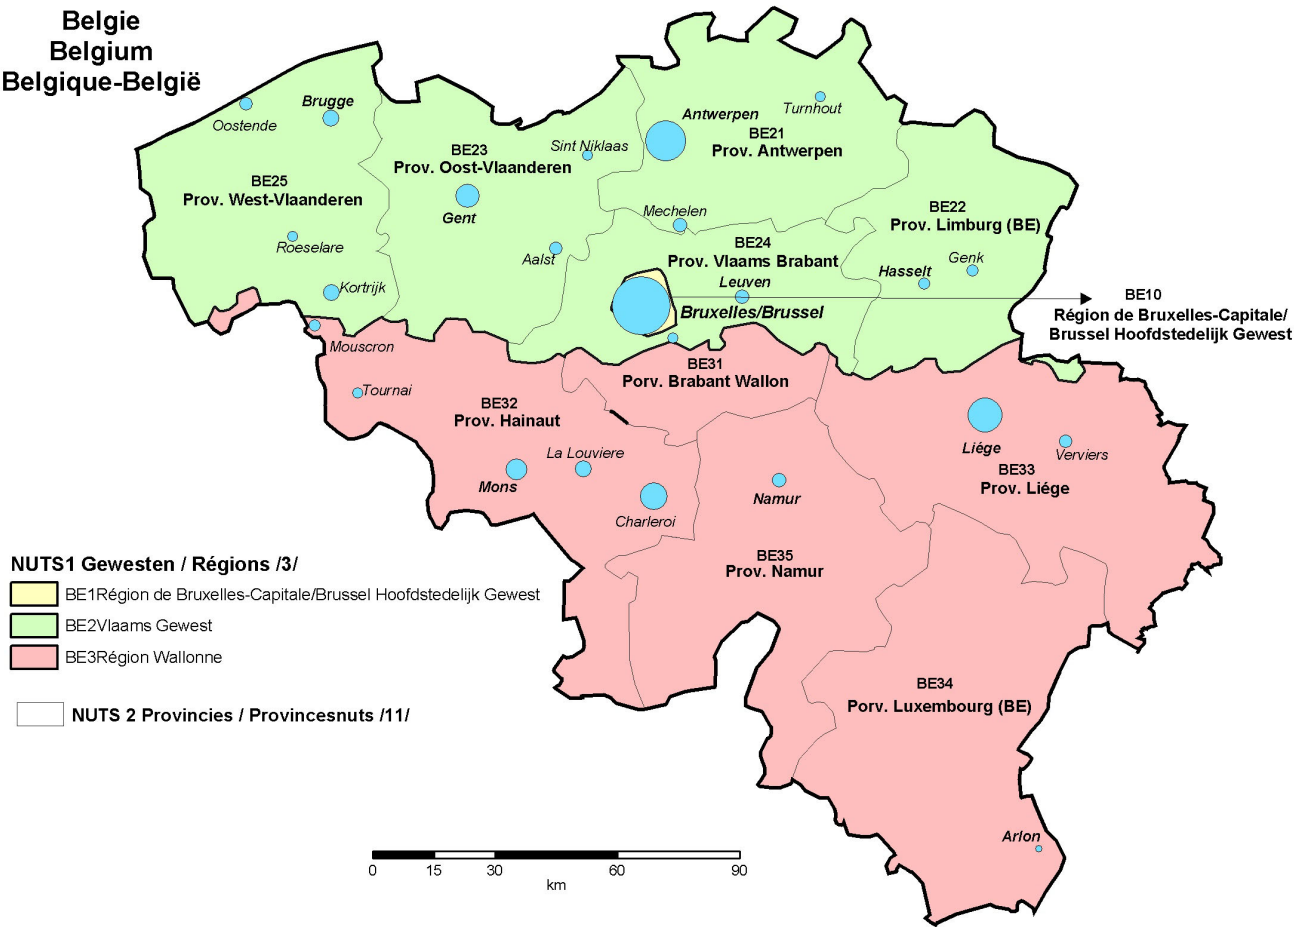 Belgie
Belgium
Belgique-België
Oostende
Brugge
Antwerpen
Turnhout
BE21
Prov. Antwerpen
Sint Niklaas
BE23
Prov. Oost-Vlaanderen
BE25
Prov. West-Vlaanderen
Gent
Mechelen
BE22
Prov. Limburg (BE)
Roeselare
Aalst
BE24
Prov. Vlaams Brabant
Genk
Hasselt
Leuven
Kortrijk
Bruxelles/Brussel
BE10
Région de Bruxelles-Capitale/
Brussel Hoofdstedelijk Gewest
Mouscron
BE31
Porv. Brabant Wallon
Tournai
BE32
Prov. Hainaut
La Louviere
Mons
Charleroi
Namur
Liége
Verviers
BE33
Prov. Liége
BE35
Prov. Namur
NUTS1 Gewesten / Régions /3/
BE1Région de Bruxelles-Capitale/Brussel Hoofdstedelijk Gewest
BE2Vlaams Gewest
BE3Région Wallonne
NUTS 2 Provincies / Provincesnuts /11/
BE34
Porv. Luxembourg (BE)
Arlon
0 15 30 60 90
km